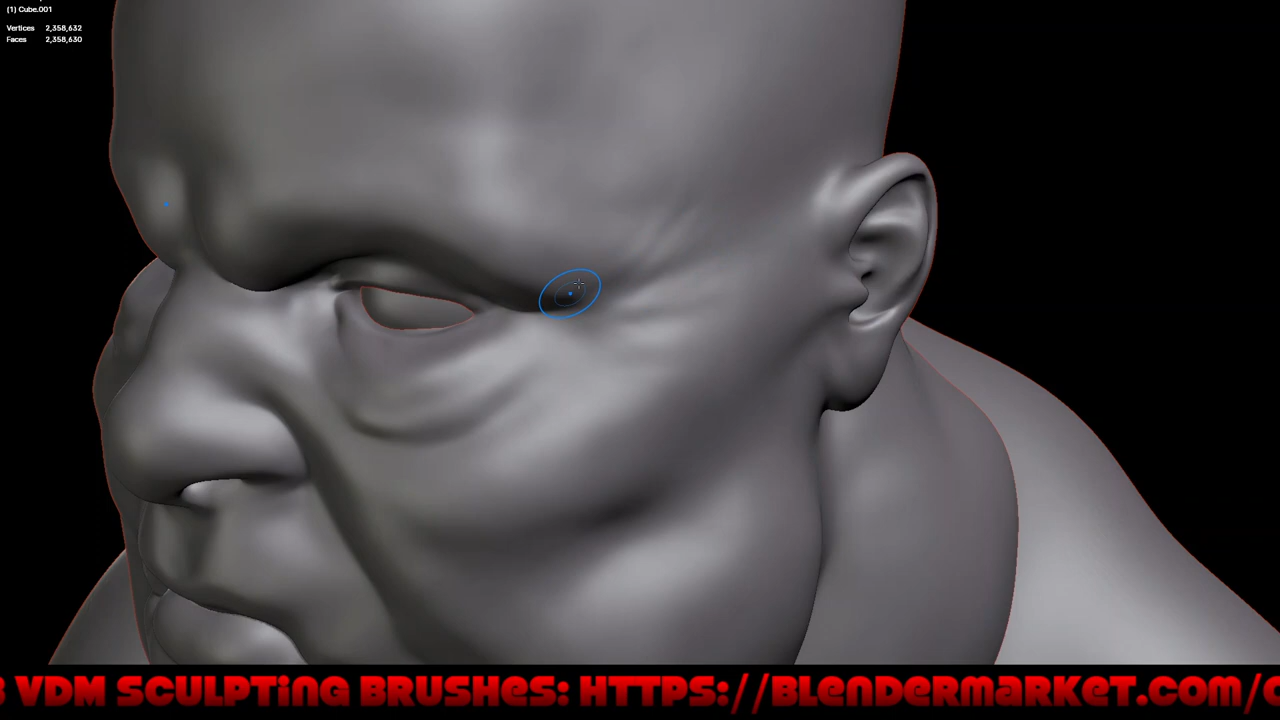 (1) Cube.001
Vertices 2,358,632
Faces 2,358,630
VDM SCULPTING BRUSHES: HTTPS://BLENDERMARKET.COM/